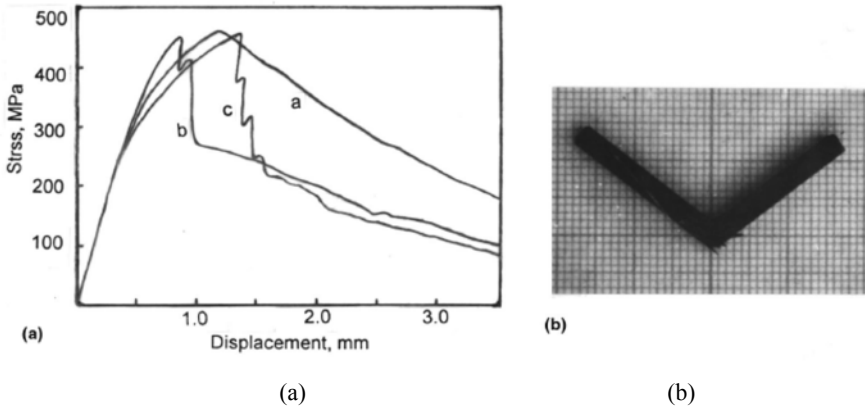 500
400
300
200
100
Strss, MPa
a
b
c
1.0
2.0
3.0
Displacement, mm
(a)
(b)
(a)
(b)